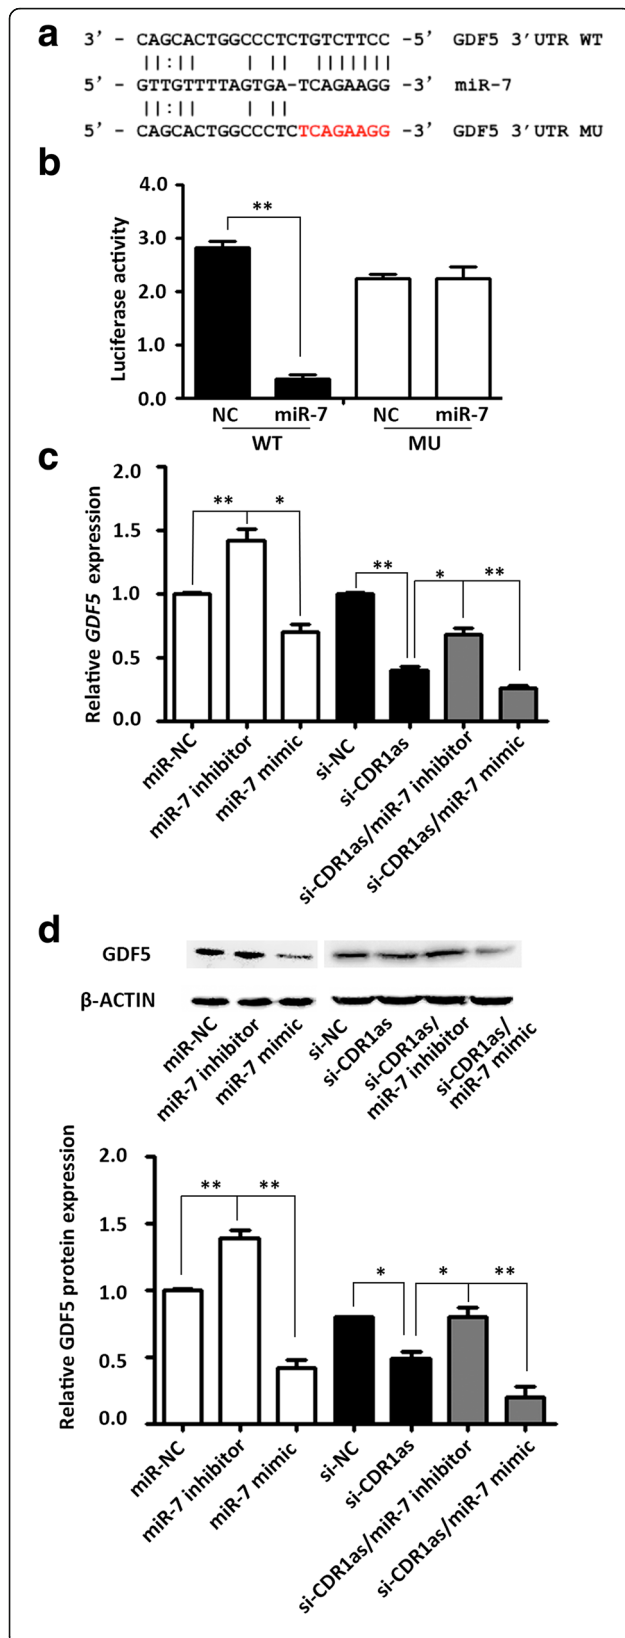 a
3' - CAGCACTGGCCCTCTGTCTTCC -5' GDF5 3'UTR WT
||:|| | || |||||||
5' - GTTGTTTTAGTGA-TCAGAAGG -3' miR-7
||:|| | ||
5' - CAGCACTGGCCCTCTCAGAAGG -3' GDF5 3'UTR MU
b
Luciferase activity
4.0
3.0
2.0
1.0
0.0
**
NC miR-7 NC miR-7
WT MU
c
Relative GDF5 expression
2.0
1.5
1.0
0.5
0.0
** * ** * **
miR-NC
miR-7 inhibitor
miR-7 mimic
si-NC
si-CDR1as
si-CDR1as/miR-7 inhibitor
si-CDR1as/miR-7 mimic
d
GDF5
β-ACTIN
miR-NC
miR-7 inhibitor
miR-7 mimic
si-NC
si-CDR1as
si-CDR1as/
miR-7 inhibitor
si-CDR1as/
miR-7 mimic
Relative GDF5 protein expression
2.0
1.5
1.0
0.5
0.0
** ** * * **
miR-NC
miR-7 inhibitor
miR-7 mimic
si-NC
si-CDR1as
si-CDR1as/miR-7 inhibitor
si-CDR1as/miR-7 mimic